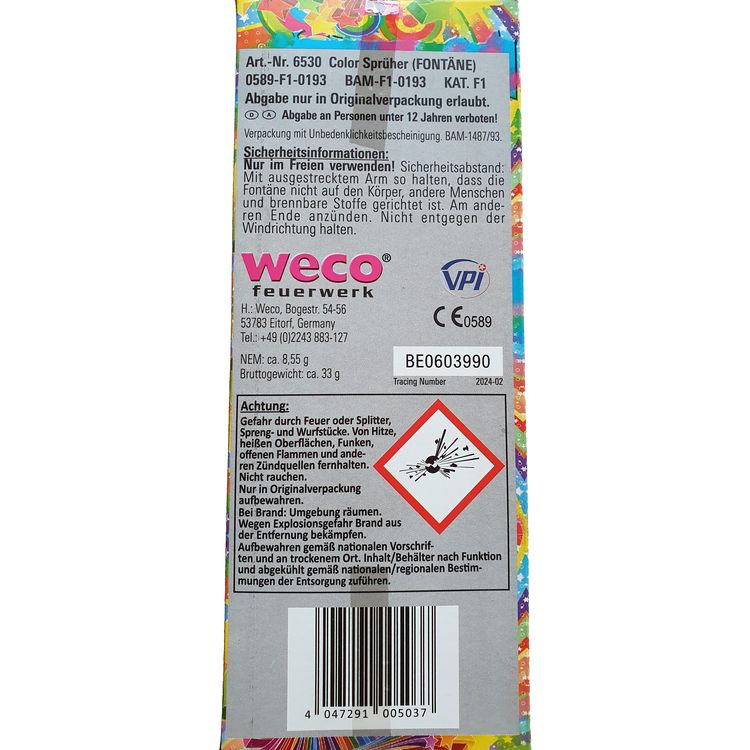 Art.-Nr. 6530 Color Sprüher (FONTÄNE)
0589-F1-0193 BAM-F1-0193 KAT. F1
Abgabe nur in Originalverpackung erlaubt.
D A Abgabe an Personen unter 12 Jahren verboten!
Verpackung mit Unbedenklichkeitsbescheinigung. BAM-1487/93.
Sicherheitsinformationen:
Nur im Freien verwenden! Sicherheitsabstand:
Mit ausgestrecktem Arm so halten, dass die
Fontäne nicht auf den Körper, andere Menschen
und brennbare Stoffe gerichtet ist. Am ande-
ren Ende anzünden. Nicht entgegen der
Windrichtung halten.
weco®
feuerwerk
VPI
H.: Weco, Bogestr. 54-56
53783 Eitorf, Germany
Tel.: +49 (0)2243 883-127
CE0589
NEM: ca. 8,55 g
Bruttogewicht: ca. 33 g
BE0603990
Tracing Number 2024-02
Achtung:
Gefahr durch Feuer oder Splitter,
Spreng- und Wurfstücke. Von Hitze,
heißen Oberflächen, Funken,
offenen Flammen und ande-
ren Zündquellen fernhalten.
Nicht rauchen.
Nur in Originalverpackung
aufbewahren.
Bei Brand: Umgebung räumen.
Wegen Explosionsgefahr Brand aus
der Entfernung bekämpfen.
Aufbewahren gemäß nationalen Vorschrif-
ten und an trockenem Ort. Inhalt/Behälter nach Funktion
und abgekühlt gemäß nationalen/regionalen Bestim-
mungen der Entsorgung zuführen.
4 047291 005037